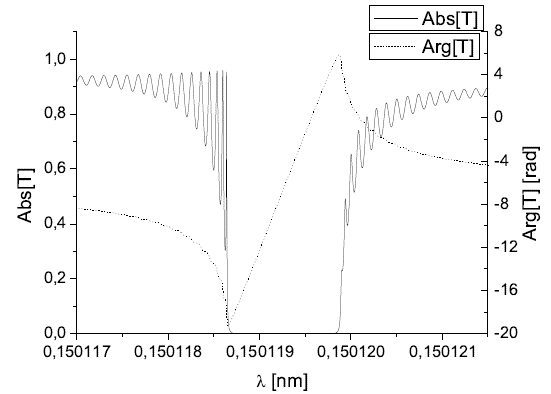 Abs[T]
Arg[T]
1,0
0,8
0,6
0,4
0,2
0,0
Abs[T]
8
4
0
-4
-8
-12
-16
-20
Arg[T] [rad]
0,150117 0,150118 0,150119 0,150120 0,150121
λ [nm]